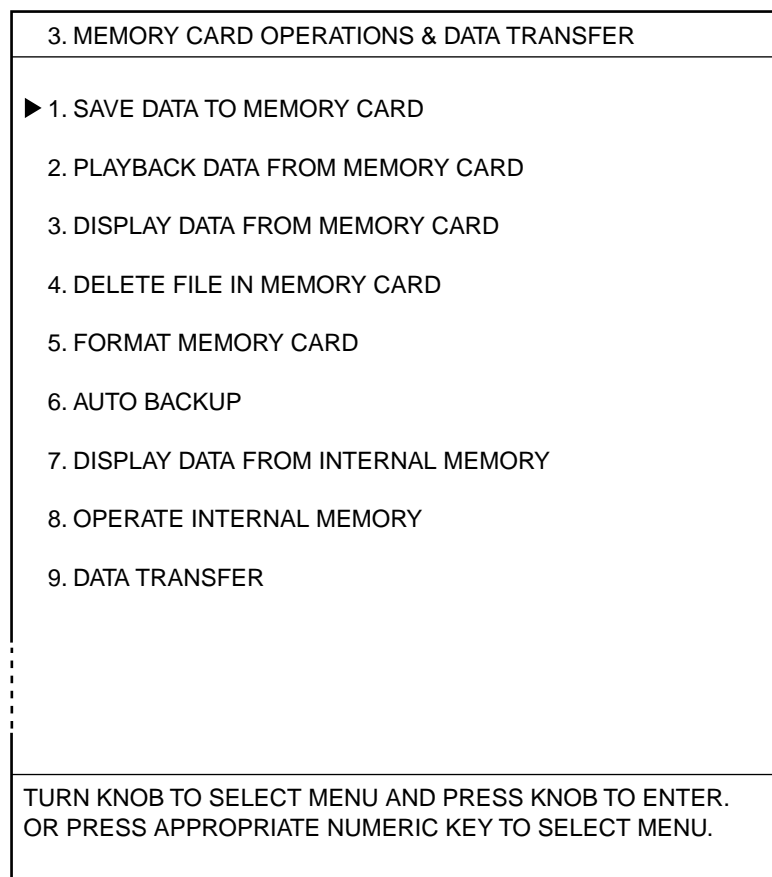 3. MEMORY CARD OPERATIONS & DATA TRANSFER
1. SAVE DATA TO MEMORY CARD
2. PLAYBACK DATA FROM MEMORY CARD
3. DISPLAY DATA FROM MEMORY CARD
4. DELETE FILE IN MEMORY CARD
5. FORMAT MEMORY CARD
6. AUTO BACKUP
7. DISPLAY DATA FROM INTERNAL MEMORY
8. OPERATE INTERNAL MEMORY
9. DATA TRANSFER
TURN KNOB TO SELECT MENU AND PRESS KNOB TO ENTER.
OR PRESS APPROPRIATE NUMERIC KEY TO SELECT MENU.